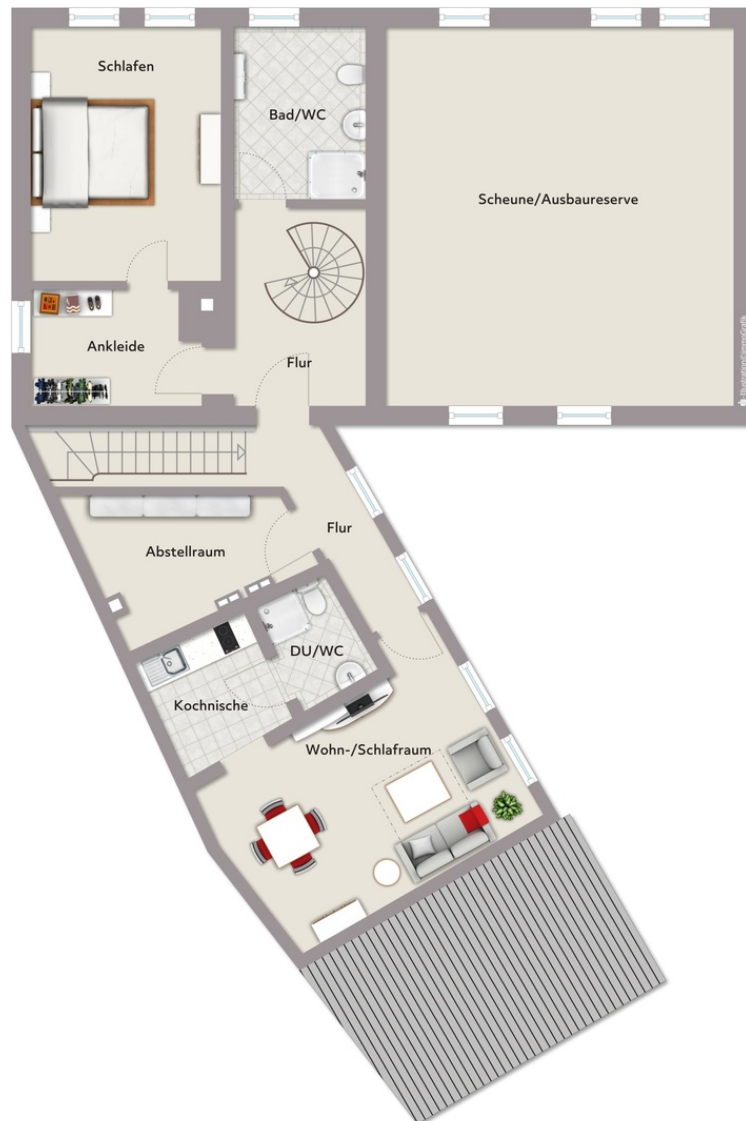 Schlafen
Bad/WC
Scheune/Ausbaureserve
Ankleide
Flur
Flur
Abstellraum
DU/WC
Kochnische
Wohn-/Schlafraum